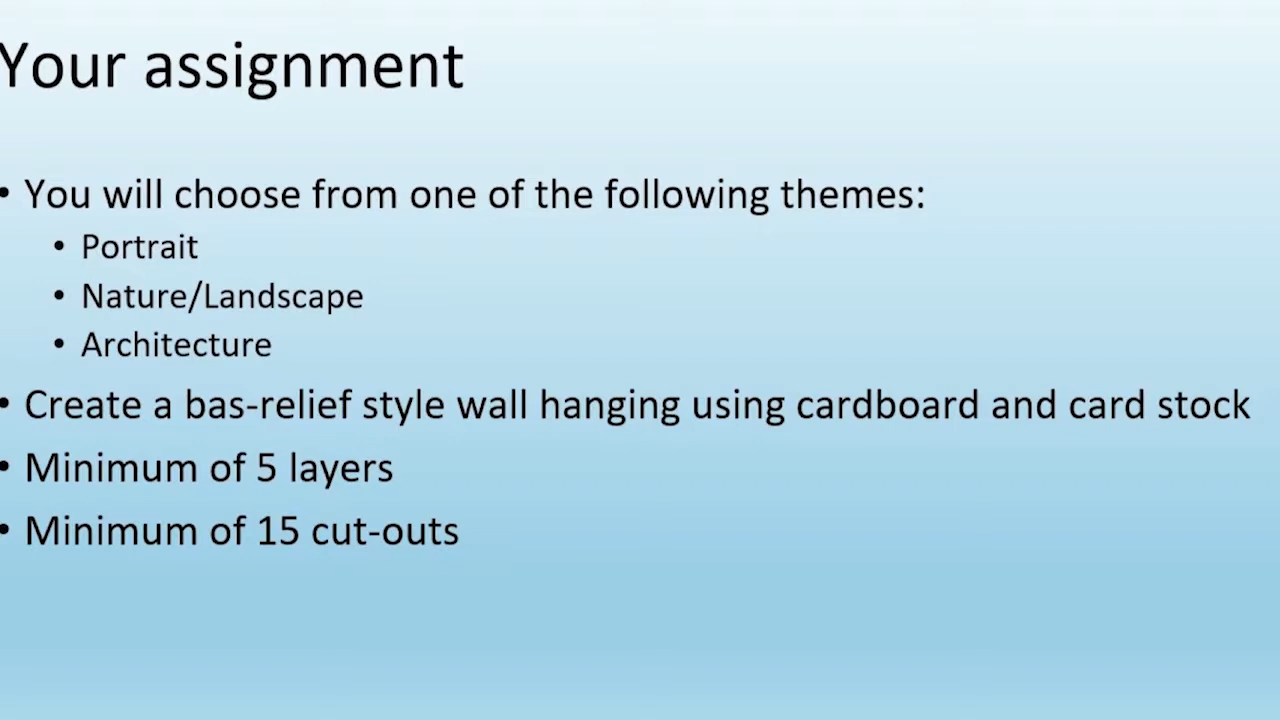 Your assignment
• You will choose from one of the following themes:
• Portrait
• Nature/Landscape
• Architecture
• Create a bas-relief style wall hanging using cardboard and card stock
• Minimum of 5 layers
• Minimum of 15 cut-outs